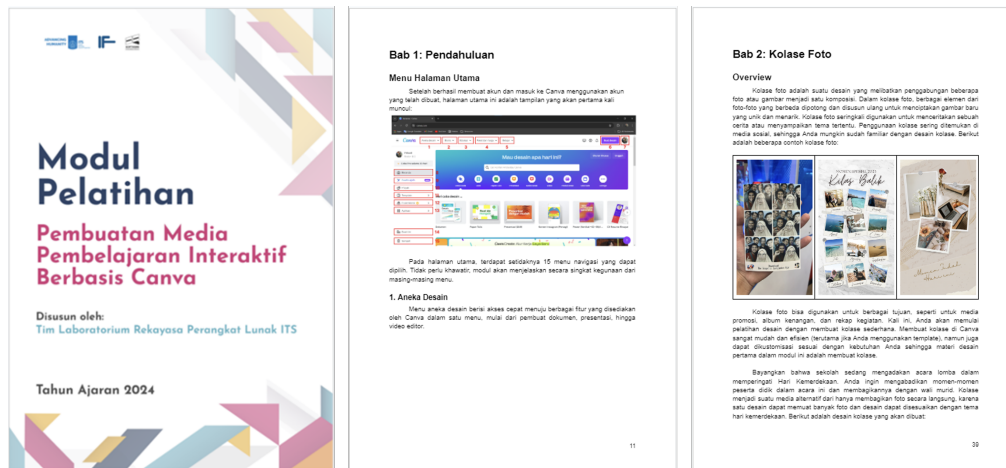 ADVANCING
HUMANITY
ITS
IF
Modul
Pelatihan
Pembuatan Media
Pembelajaran Interaktif
Berbasis Canva
Disusun oleh:
Tim Laboratorium Rekayasa Perangkat Lunak ITS
Tahun Ajaran 2024
Bab 1: Pendahuluan
Menu Halaman Utama
Setelah berhasil membuat akun dan masuk ke Canva menggunakan akun
yang telah dibuat, halaman utama ini adalah tampilan yang akan pertama kali
muncul:
Canva
Mau desain apa hari ini?
Pada halaman utama, terdapat setidaknya 15 menu navigasi yang dapat
dipilih. Tidak perlu khawatir, modul akan menjelaskan secara singkat kegunaan dari
masing-masing menu.
1. Aneka Desain
Menu aneka desain berisi akses cepat menuju berbagai fitur yang disediakan
oleh Canva dalam satu menu, mulai dari pembuat dokumen, presentasi, hingga
video editor.
11
Bab 2: Kolase Foto
Overview
Kolase foto adalah suatu desain yang melibatkan penggabungan beberapa
foto atau gambar menjadi satu komposisi. Dalam kolase foto, berbagai elemen dari
foto-foto yang berbeda dipotong dan disusun ulang untuk menciptakan gambar baru
yang unik dan menarik. Kolase foto seringkali digunakan untuk menceritakan sebuah
cerita atau menyampaikan tema tertentu. Penggunaan kolase sering ditemukan di
media sosial, sehingga Anda mungkin sudah familiar dengan desain kolase. Berikut
adalah beberapa contoh kolase foto:
Kilas Balik
Kolase foto bisa digunakan untuk berbagai tujuan, seperti untuk media
promosi, album kenangan, dan rekap kegiatan. Kali ini, Anda akan memulai
pelatihan desain dengan membuat kolase sederhana. Membuat kolase di Canva
sangat mudah dan efisien (terutama jika Anda menggunakan template), namun juga
dapat dikustomisasi sesuai dengan kebutuhan Anda sehingga materi desain
pertama dalam modul ini adalah membuat kolase.
Bayangkan bahwa sekolah sedang mengadakan acara lomba dalam
memperingati Hari Kemerdekaan. Anda ingin mengabadikan momen-momen
peserta didik dalam acara ini dan membagikannya dengan wali murid. Kolase
menjadi suatu media alternatif dari hanya membagikan foto secara langsung, karena
satu desain dapat memuat banyak foto dan desain dapat disesuaikan dengan tema
hari kemerdekaan. Berikut adalah desain kolase yang akan dibuat:
39